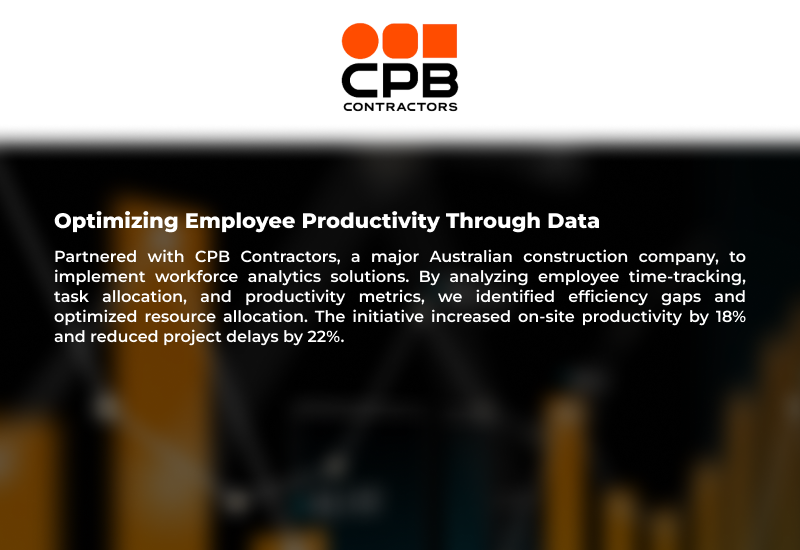 CPB
CONTRACTORS
Optimizing Employee Productivity Through Data
Partnered with CPB Contractors, a major Australian construction company, to
implement workforce analytics solutions. By analyzing employee time-tracking,
task allocation, and productivity metrics, we identified efficiency gaps and
optimized resource allocation. The initiative increased on-site productivity by 18%
and reduced project delays by 22%.